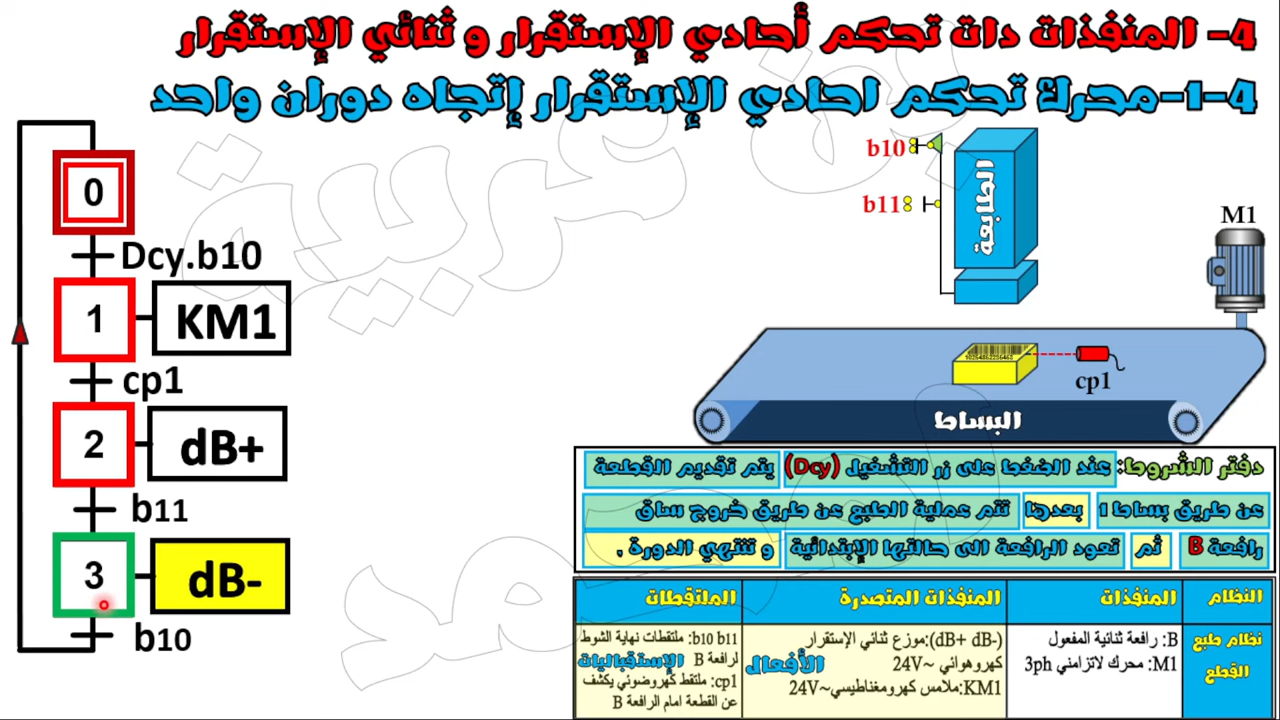 4- المنفذات دات تحكم أحادي الإستقرار و ثنائي الإستقرار
4-1-محرك تحكم احادي الإستقرار إتجاه دوران واحد
0
Dcy.b10
1
KM1
cp1
2
dB+
b11
3
dB-
b10
b10
b11
الطابعة
M1
10254862256468
cp1
البساط
دفتر الشروط: عند الضغط على زر التشغيل (Dcy) يتم تقديم القطعة
عن طريق بساط 1 بعدها تتم عملية الطبع عن طريق خروج ساق
رافعة B ثم تعود الرافعة الى حالتها الإبتدائية و تنتهي الدورة .
النظام
المنفذات
المنفذات المتصدرة
الملتقطات
نظام طبع
القطع
B: رافعة ثنائية المفعول
M1: محرك لاتزامني 3ph
(dB+ dB-):موزع ثنائي الإستقرار
كهروهوائي ~24V
الأفعال
KM1:ملامس كهرومغناطيسي~24V
b10 b11: ملتقطات نهاية الشوط
لرافعة B
الإستقباليات
cp1: ملتقط كهروضوئي يكشف
عن القطعة امام الرافعة B